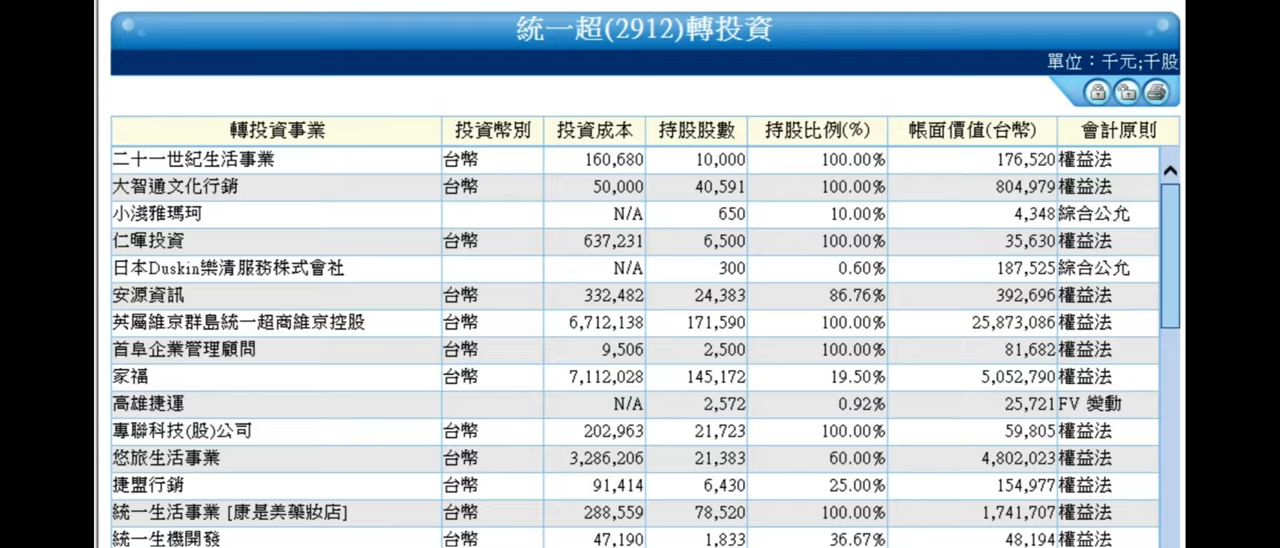 統一超(2912)轉投資
單位：千元;千股
轉投資事業 投資幣別 投資成本 持股股數 持股比例(%) 帳面價值(台幣) 會計原則
二十一世紀生活事業 台幣 160,680 10,000 100.00% 176,520 權益法
大智通文化行銷 台幣 50,000 40,591 100.00% 804,979 權益法
小淺雅瑪珂 N/A 650 10.00% 4,348 綜合公允
仁暉投資 台幣 637,231 6,500 100.00% 35,630 權益法
日本Duskin樂清服務株式會社 N/A 300 0.60% 187,525 綜合公允
安源資訊 台幣 332,482 24,383 86.76% 392,696 權益法
英屬維京群島統一超商維京控股 台幣 6,712,138 171,590 100.00% 25,873,086 權益法
首阜企業管理顧問 台幣 9,506 2,500 100.00% 81,682 權益法
家福 台幣 7,112,028 145,172 19.50% 5,052,790 權益法
高雄捷運 N/A 2,572 0.92% 25,721 FV 變動
專聯科技(股)公司 台幣 202,963 21,723 100.00% 59,805 權益法
悠旅生活事業 台幣 3,286,206 21,383 60.00% 4,802,023 權益法
捷盟行銷 台幣 91,414 6,430 25.00% 154,977 權益法
統一生活事業 [康是美藥妝店] 台幣 288,559 78,520 100.00% 1,741,707 權益法
統一生機開發 台幣 47,190 1,833 36.67% 48,194 權益法